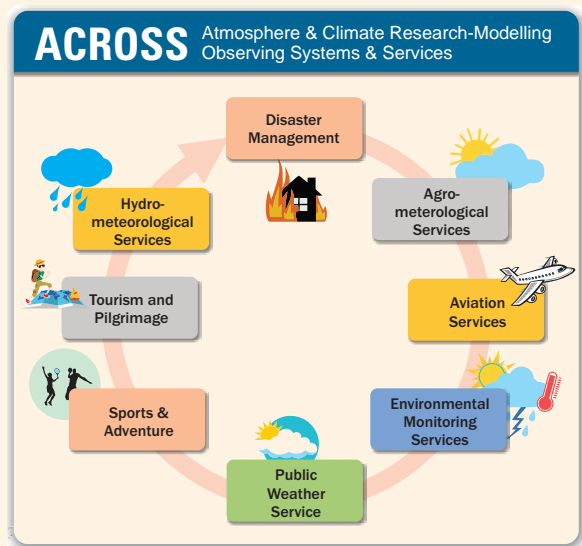 ACROSS Atmosphere & Climate Research-Modelling
Observing Systems & Services
Disaster
Management
Agro-
meterological
Services
Aviation
Services
Environmental
Monitoring
Services
Public
Weather
Service
Sports &
Adventure
Tourism and
Pilgrimage
Hydro-
meteorological
Services